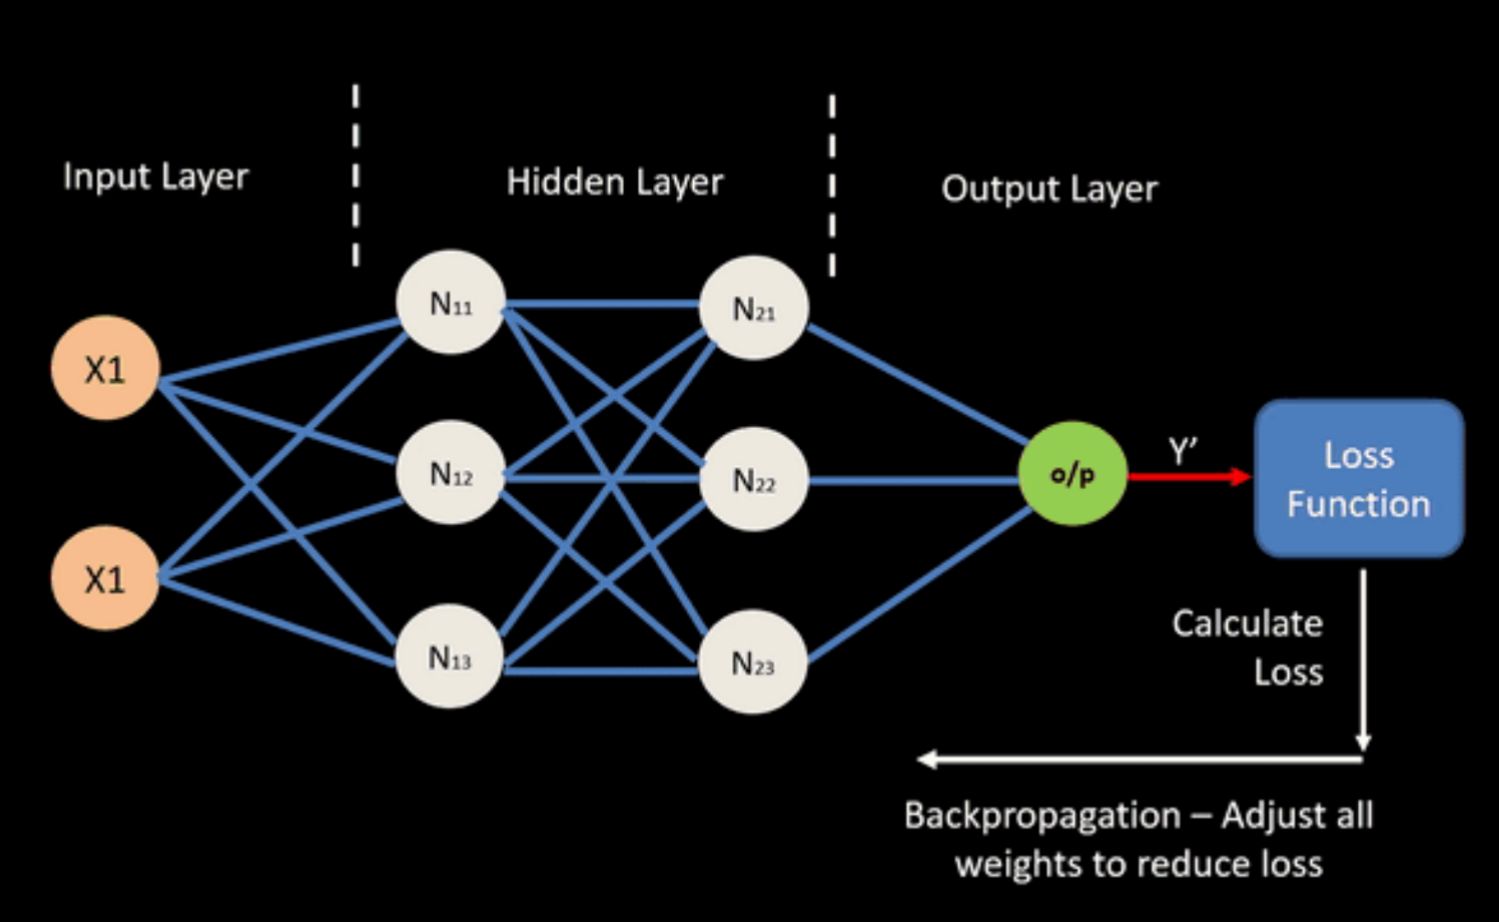 Input Layer
Hidden Layer
Output Layer
X1
X1
N11
N12
N13
N21
N22
N23
o/p
Y’
Loss
Function
Calculate
Loss
Backpropagation – Adjust all
weights to reduce loss